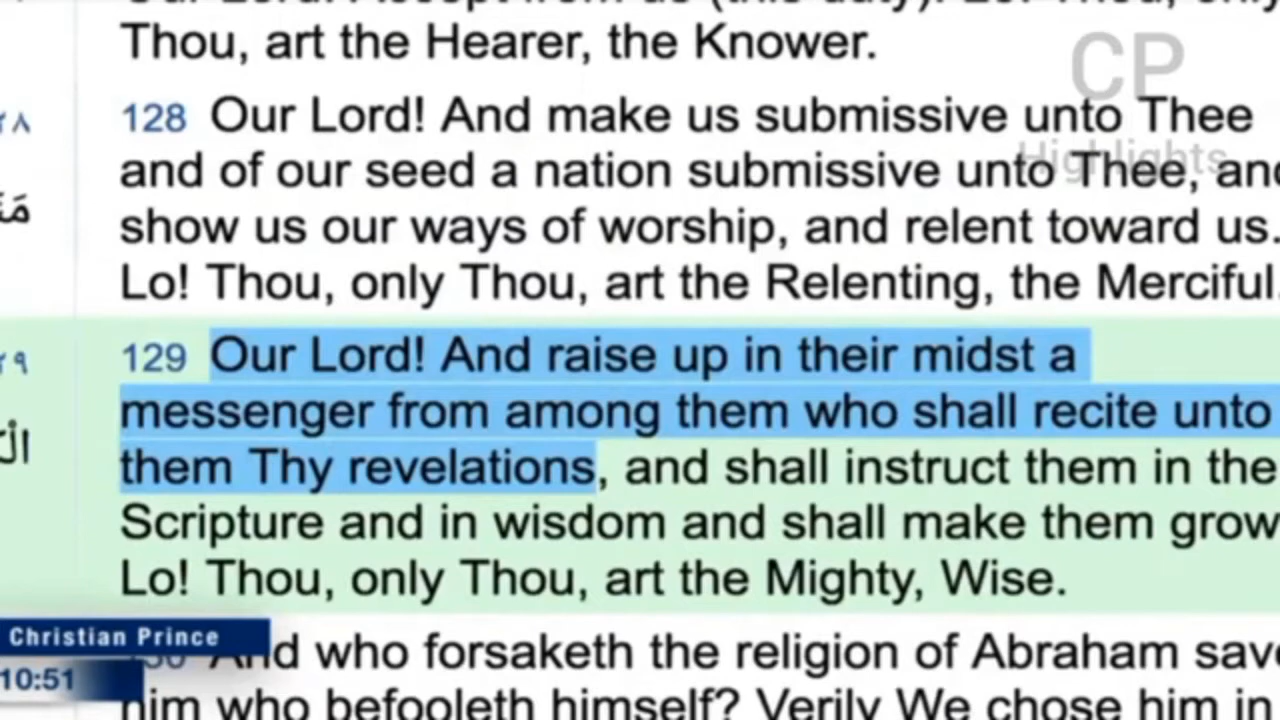 Thou, art the Hearer, the Knower.
CP
Highlights
128 Our Lord! And make us submissive unto Thee
and of our seed a nation submissive unto Thee, and
show us our ways of worship, and relent toward us.
Lo! Thou, only Thou, art the Relenting, the Merciful.
129 Our Lord! And raise up in their midst a
messenger from among them who shall recite unto
them Thy revelations, and shall instruct them in the
Scripture and in wisdom and shall make them grow
Lo! Thou, only Thou, art the Mighty, Wise.
Christian Prince
And who forsaketh the religion of Abraham save
10:51
him who befooleth himself? Verily We chose him in